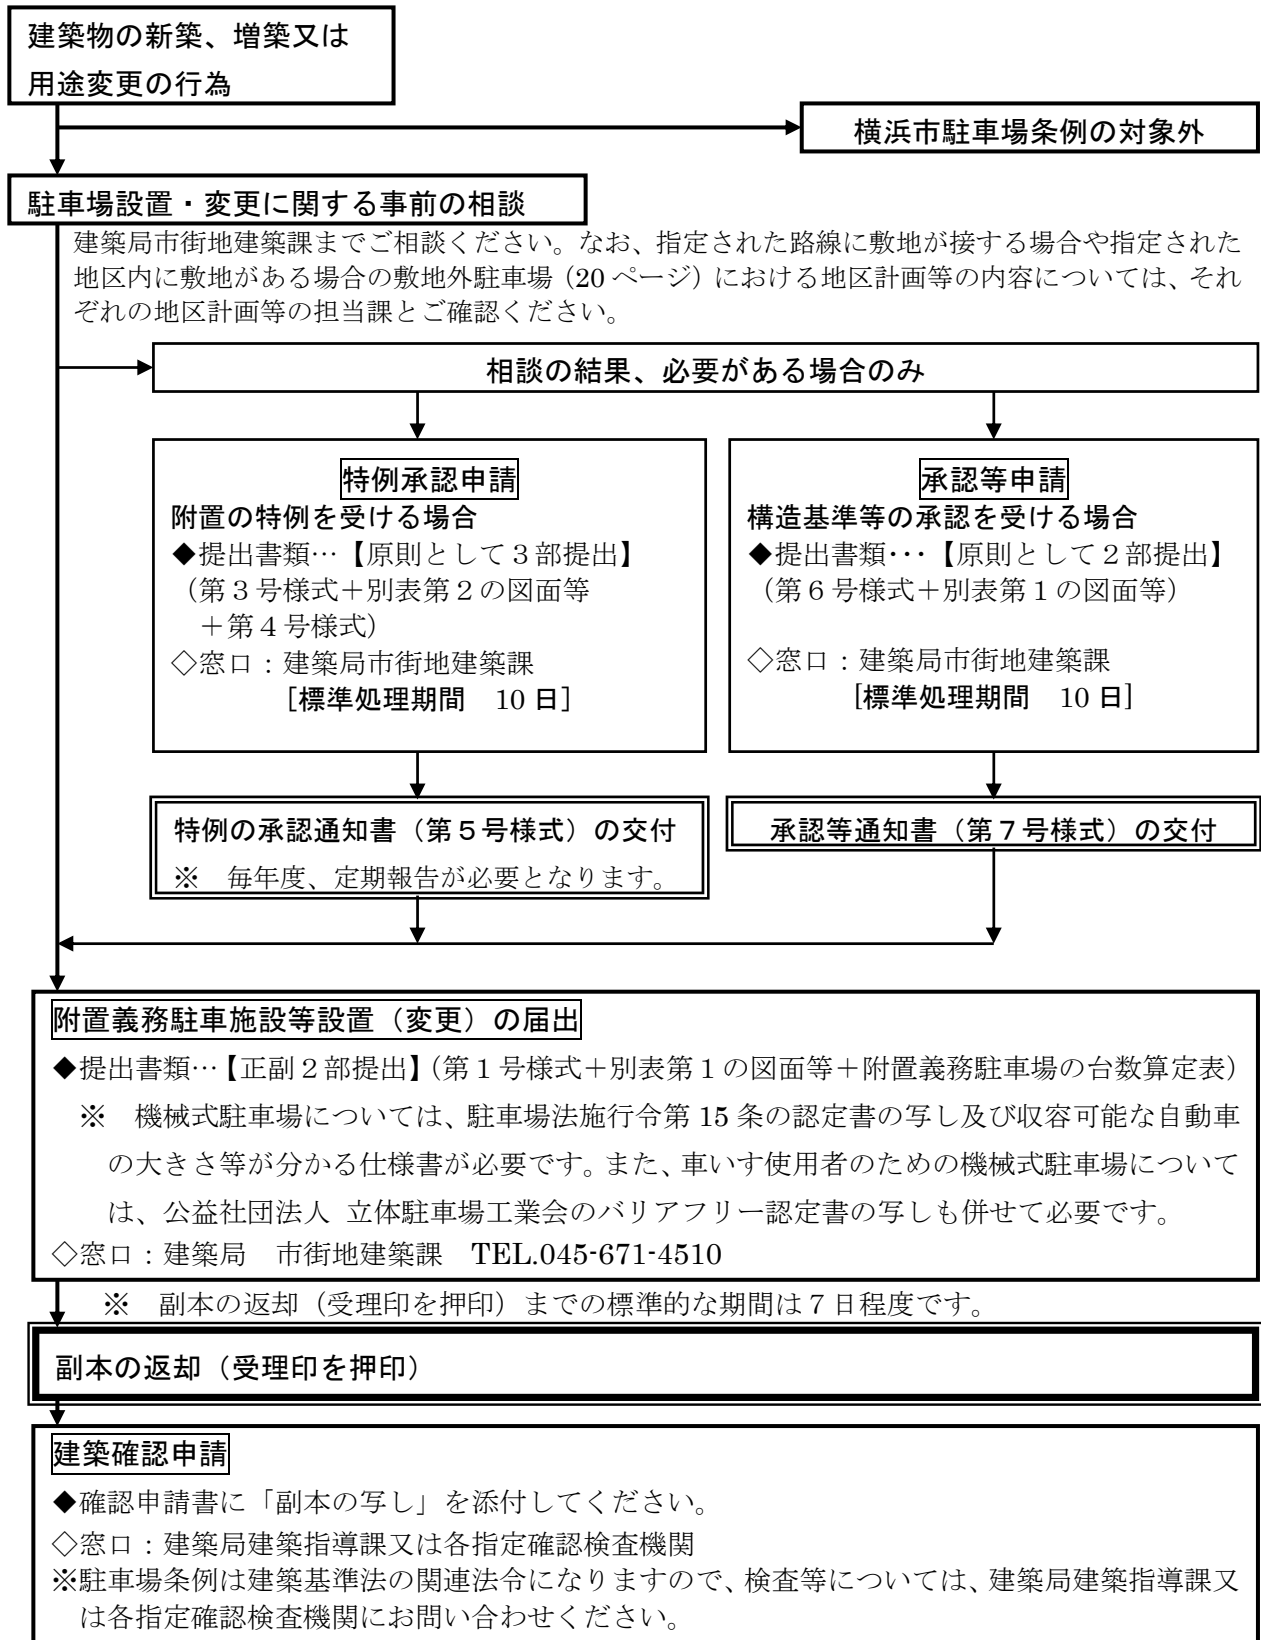 建築物の新築、増築又は
用途変更の行為
横浜市駐車場条例の対象外
駐車場設置・変更に関する事前の相談
建築局市街地建築課までご相談ください。なお、指定された路線に敷地が接する場合や指定された
地区内に敷地がある場合の敷地外駐車場（20 ページ）における地区計画等の内容については、それ
ぞれの地区計画等の担当課とご確認ください。
相談の結果、必要がある場合のみ
特例承認申請
附置の特例を受ける場合
◆提出書類…【原則として３部提出】
（第３号様式＋別表第２の図面等
＋第４号様式）
◇窓口：建築局市街地建築課
［標準処理期間　10 日］
承認等申請
構造基準等の承認を受ける場合
◆提出書類･･･【原則として２部提出】
（第６号様式＋別表第１の図面等）
◇窓口：建築局市街地建築課
[標準処理期間　10 日]
特例の承認通知書（第５号様式）の交付
※　毎年度、定期報告が必要となります。
承認等通知書（第７号様式）の交付
附置義務駐車施設等設置（変更）の届出
◆提出書類…【正副２部提出】（第１号様式＋別表第１の図面等＋附置義務駐車場の台数算定表）
※　機械式駐車場については、駐車場法施行令第 15 条の認定書の写し及び収容可能な自動車
の大きさ等が分かる仕様書が必要です。また、車いす使用者のための機械式駐車場について
は、公益社団法人 立体駐車場工業会のバリアフリー認定書の写しも併せて必要です。
◇窓口：建築局　市街地建築課　TEL.045-671-4510
※　副本の返却（受理印を押印）までの標準的な期間は７日程度です。
副本の返却（受理印を押印）
建築確認申請
◆確認申請書に「副本の写し」を添付してください。
◇窓口：建築局建築指導課又は各指定確認検査機関
※駐車場条例は建築基準法の関連法令になりますので、検査等については、建築局建築指導課又
は各指定確認検査機関にお問い合わせください。